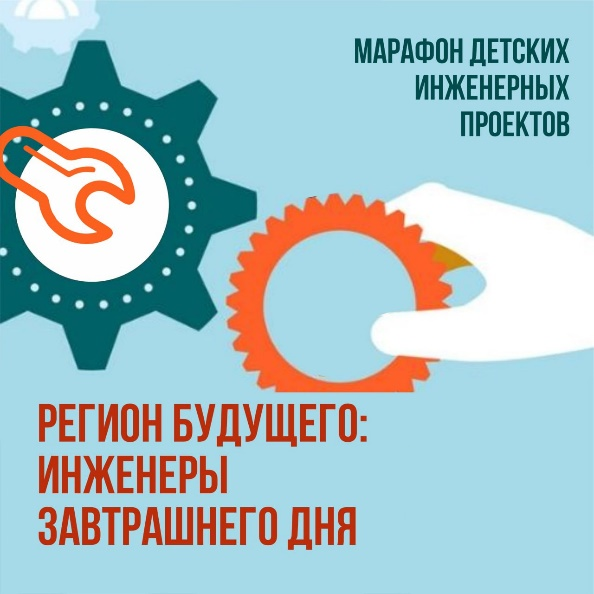 МАРАФОН ДЕТСКИХ
ИНЖЕНЕРНЫХ
ПРОЕКТОВ
РЕГИОН БУДУЩЕГО:
ИНЖЕНЕРЫ
ЗАВТРАШНЕГО ДНЯ